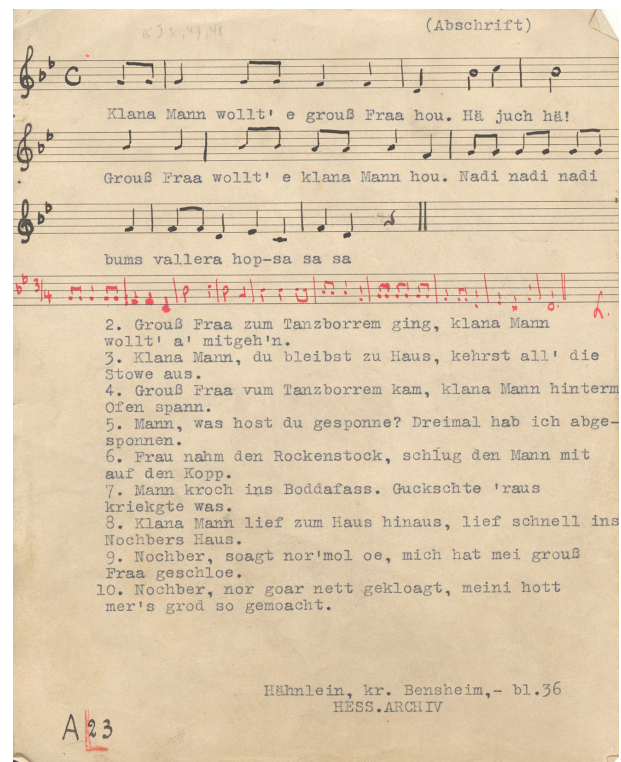 (Abschrift)
Klana Mann wollt' e grouß Fraa hou. Hä juch hä!
Grouß Fraa wollt' e klana Mann hou. Nadi nadi nadi
bums vallera hop-sa sa sa
3/4
2. Grouß Fraa zum Tanzborrem ging, klana Mann
wollt' a' mitgeh'n.
3. Klana Mann, du bleibst zu Haus, kehrst all' die
Stowe aus.
4. Grouß Fraa vum Tanzborrem kam, klana Mann hinterm
Ofen spann.
5. Mann, was host du gesponne? Dreimal hab ich abge-
sponnen.
6. Frau nahm den Rockenstock, schlug den Mann mit
auf den Kopp.
7. Mann kroch ins Boddafass. Guckschte 'raus
kriekgte was.
8. Klana Mann lief zum Haus hinaus, lief schnell ins
Nochbers Haus.
9. Nochber, soagt nor'mol oe, mich hat mei grouß
Fraa geschloe.
10. Nochber, nor goar nett gekloagt, meini hott
mer's grod so gemoacht.
Hähnlein, kr. Bensheim,- bl.36
HESS.ARCHIV
A 23